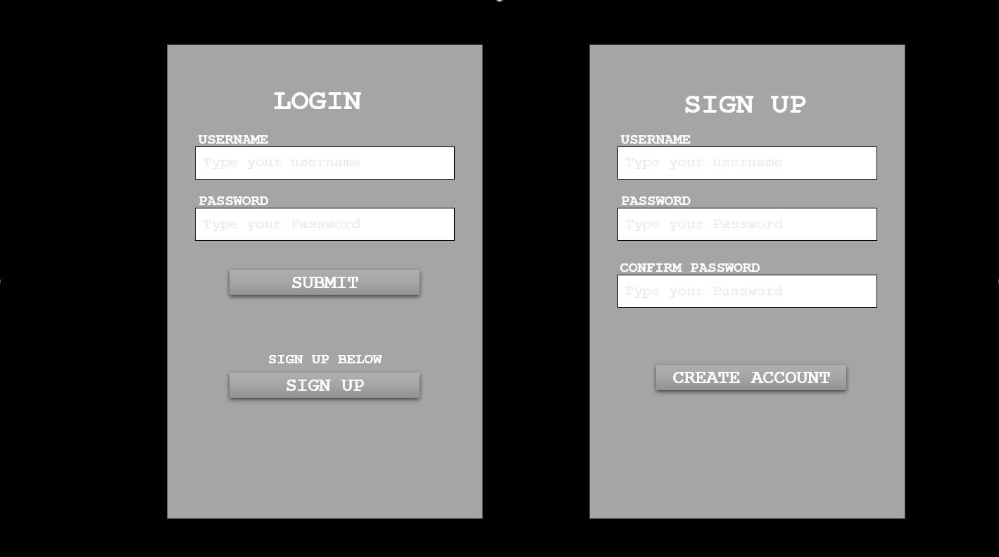 LOGIN
USERNAME
Type your username
PASSWORD
Type your Password
SUBMIT
SIGN UP BELOW
SIGN UP
SIGN UP
USERNAME
Type your username
PASSWORD
Type your Password
CONFIRM PASSWORD
Type your Password
CREATE ACCOUNT